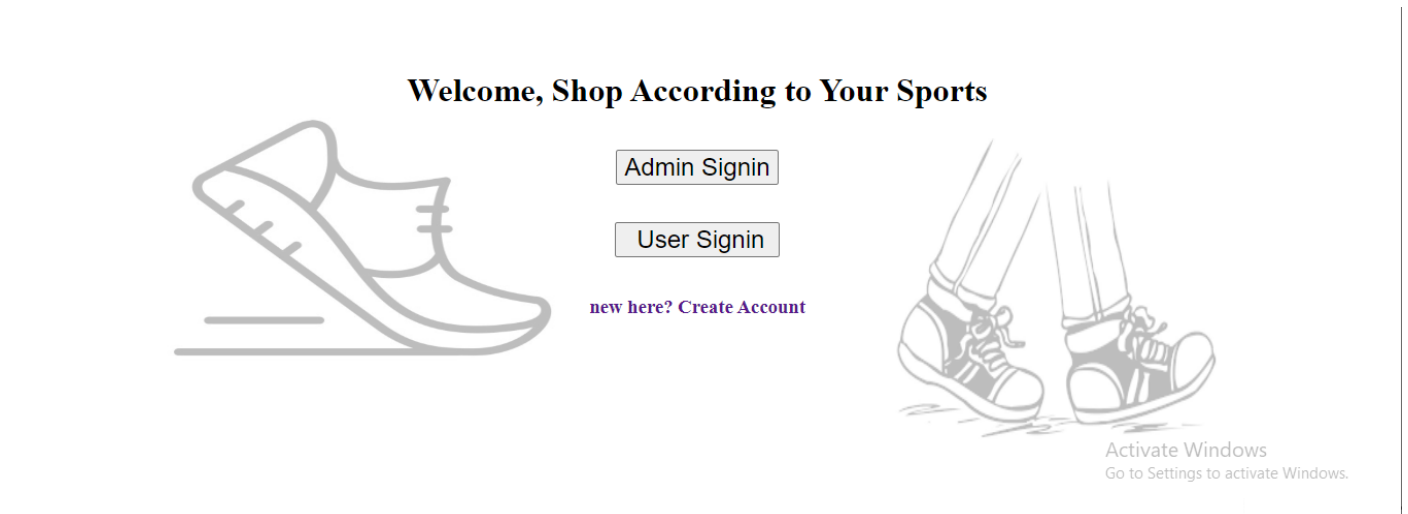 Welcome, Shop According to Your Sports
Admin Signin
User Signin
new here? Create Account
Activate Windows
Go to Settings to activate Windows.